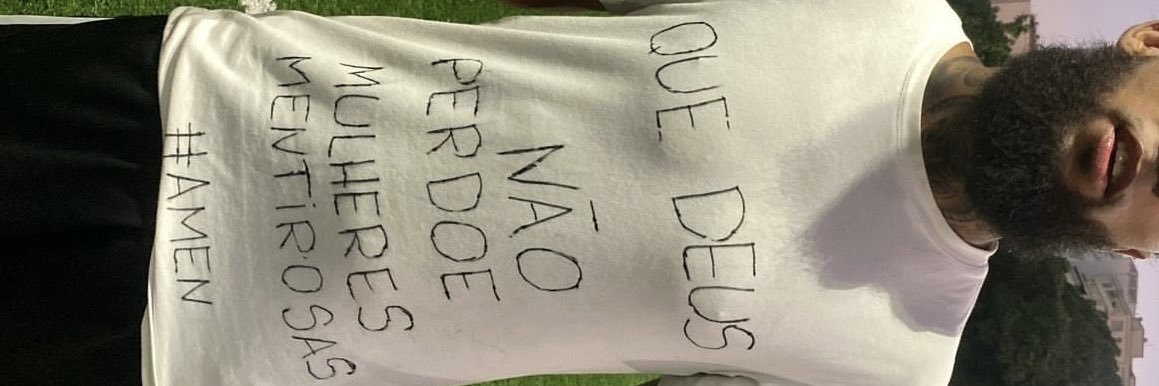 QUE DEUS
NÃO
PERDOE
MULHERES
MENTIROSAS
#AMEN